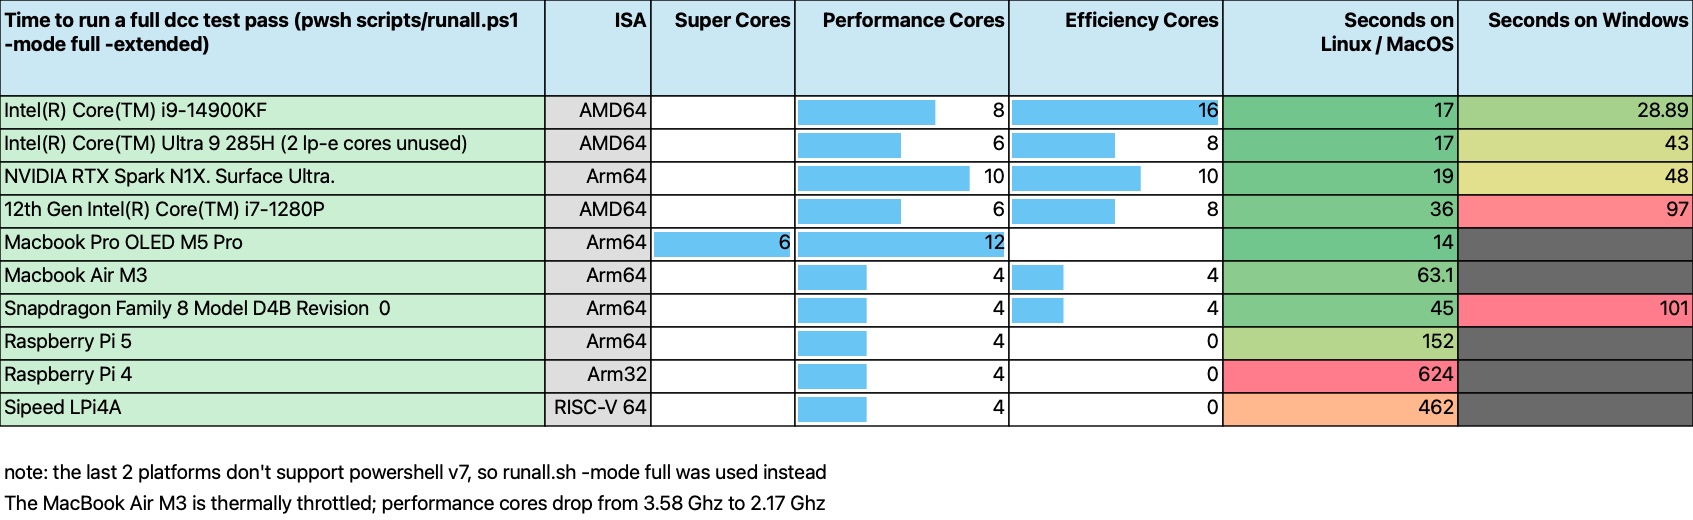 Time to run a full dcc test pass (pwsh scripts/runall.ps1 -mode full -extended) ISA Super Cores Performance Cores Efficiency Cores Seconds on Linux / MacOS Seconds on Windows
Intel(R) Core(TM) i9-14900KF AMD64 8 16 17 28.89
Intel(R) Core(TM) Ultra 9 285H (2 lp-e cores unused) AMD64 6 8 17 43
NVIDIA RTX Spark N1X. Surface Ultra. Arm64 10 10 19 48
12th Gen Intel(R) Core(TM) i7-1280P AMD64 6 8 36 97
Macbook Pro OLED M5 Pro Arm64 6 12 14
Macbook Air M3 Arm64 4 4 63.1
Snapdragon Family 8 Model D4B Revision  0 Arm64 4 4 45 101
Raspberry Pi 5 Arm64 4 0 152
Raspberry Pi 4 Arm32 4 0 624
Sipeed LPi4A RISC-V 64 4 0 462
note: the last 2 platforms don't support powershell v7, so runall.sh -mode full was used instead
The MacBook Air M3 is thermally throttled; performance cores drop from 3.58 Ghz to 2.17 Ghz